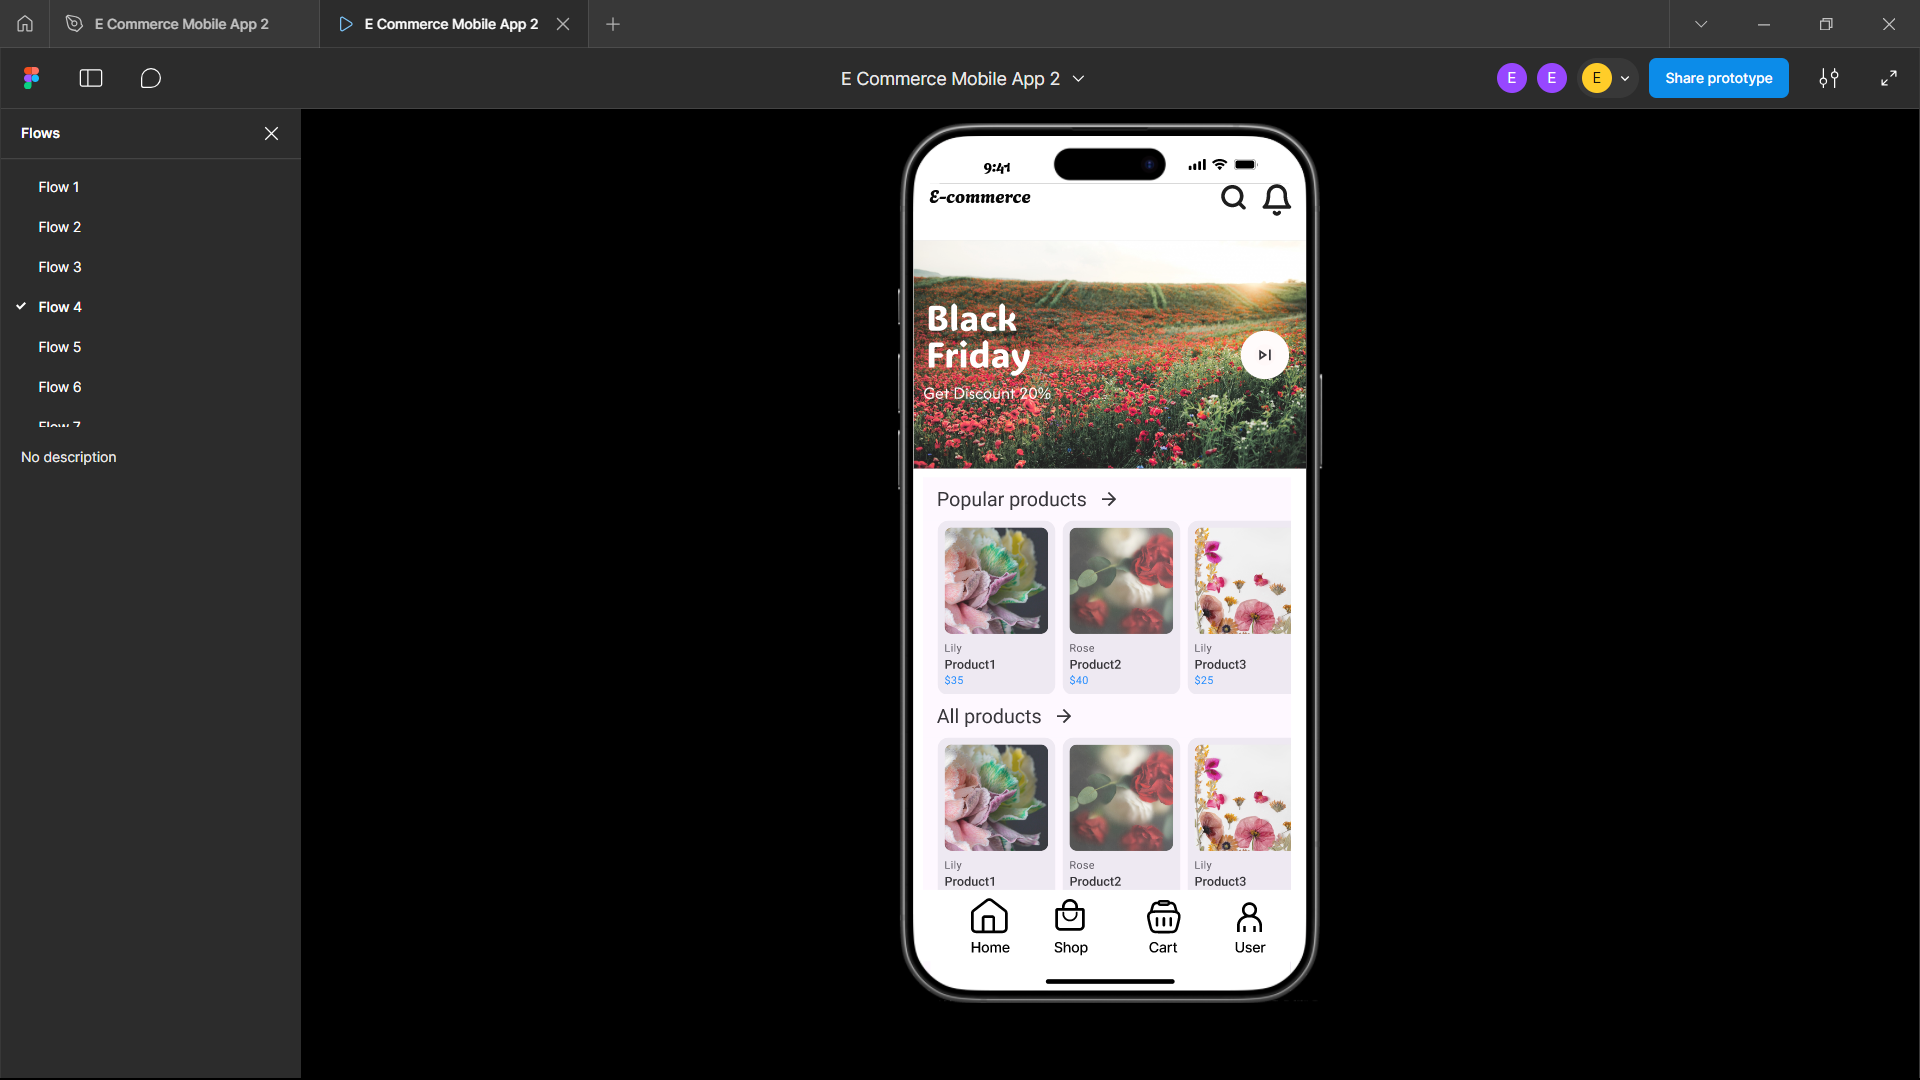 E Commerce Mobile App 2
E Commerce Mobile App 2
E Commerce Mobile App 2
E
E
E
Share prototype
Flows
Flow 1
Flow 2
Flow 3
Flow 4
Flow 5
Flow 6
Flow 7
No description
9:41
E-commerce
Black
Friday
Get Discount 20%
Popular products
Lily
Product1
$35
Rose
Product2
$40
Lily
Product3
$25
All products
Lily
Product1
Rose
Product2
Lily
Product3
Home
Shop
Cart
User